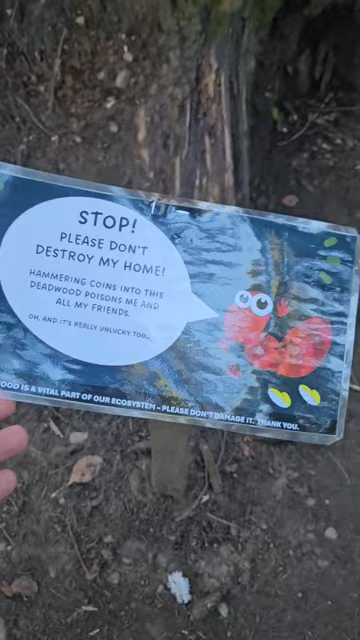 STOP!
PLEASE DON'T
DESTROY MY HOME!
HAMMERING COINS INTO THIS
DEADWOOD POISONS ME AND
ALL MY FRIENDS.
OH, AND IT'S REALLY UNLUCKY TOO...
IS A VITAL PART OF OUR ECOSYSTEM - PLEASE DON'T DAMAGE IT. THANK YOU.